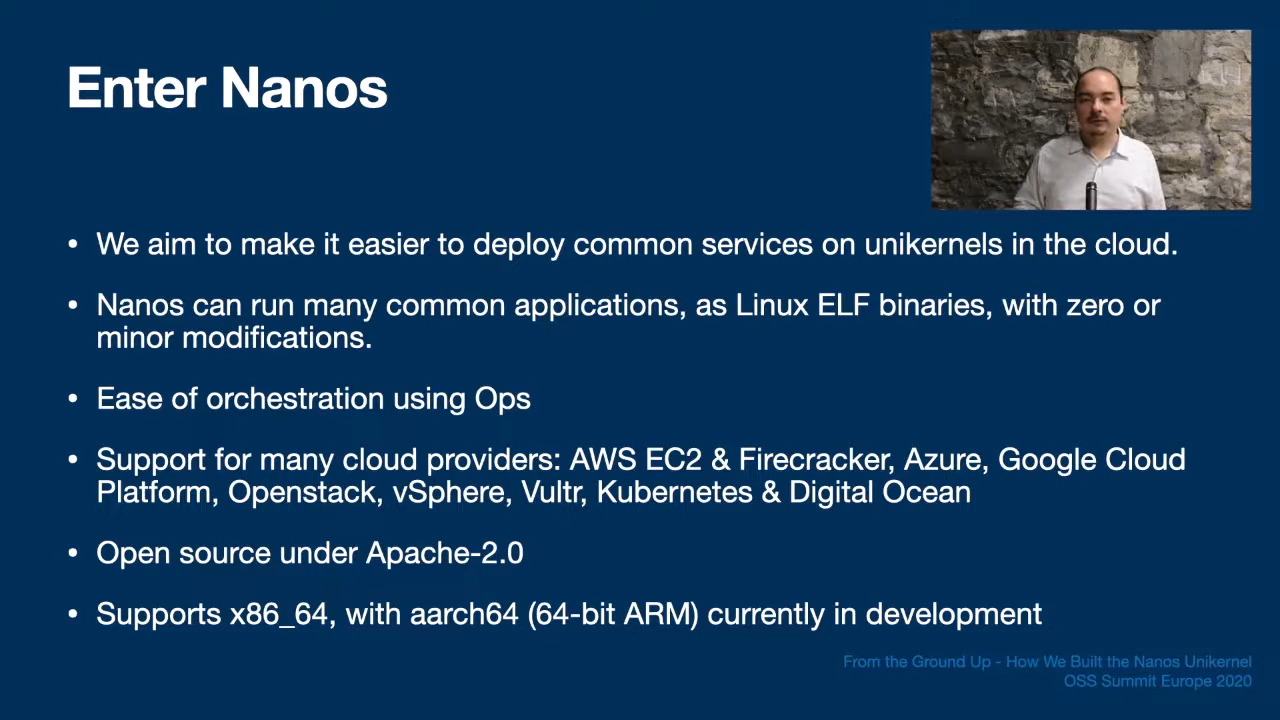 Enter Nanos
• We aim to make it easier to deploy common services on unikernels in the cloud.
• Nanos can run many common applications, as Linux ELF binaries, with zero or
minor modifications.
• Ease of orchestration using Ops
• Support for many cloud providers: AWS EC2 & Firecracker, Azure, Google Cloud
Platform, Openstack, vSphere, Vultr, Kubernetes & Digital Ocean
• Open source under Apache-2.0
• Supports x86_64, with aarch64 (64-bit ARM) currently in development
From the Ground Up - How We Built the Nanos Unikernel
OSS Summit Europe 2020